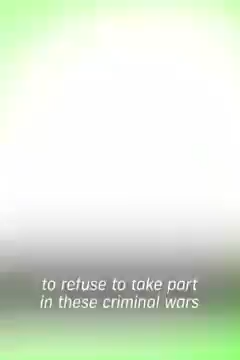 to refuse to take part
in these criminal wars